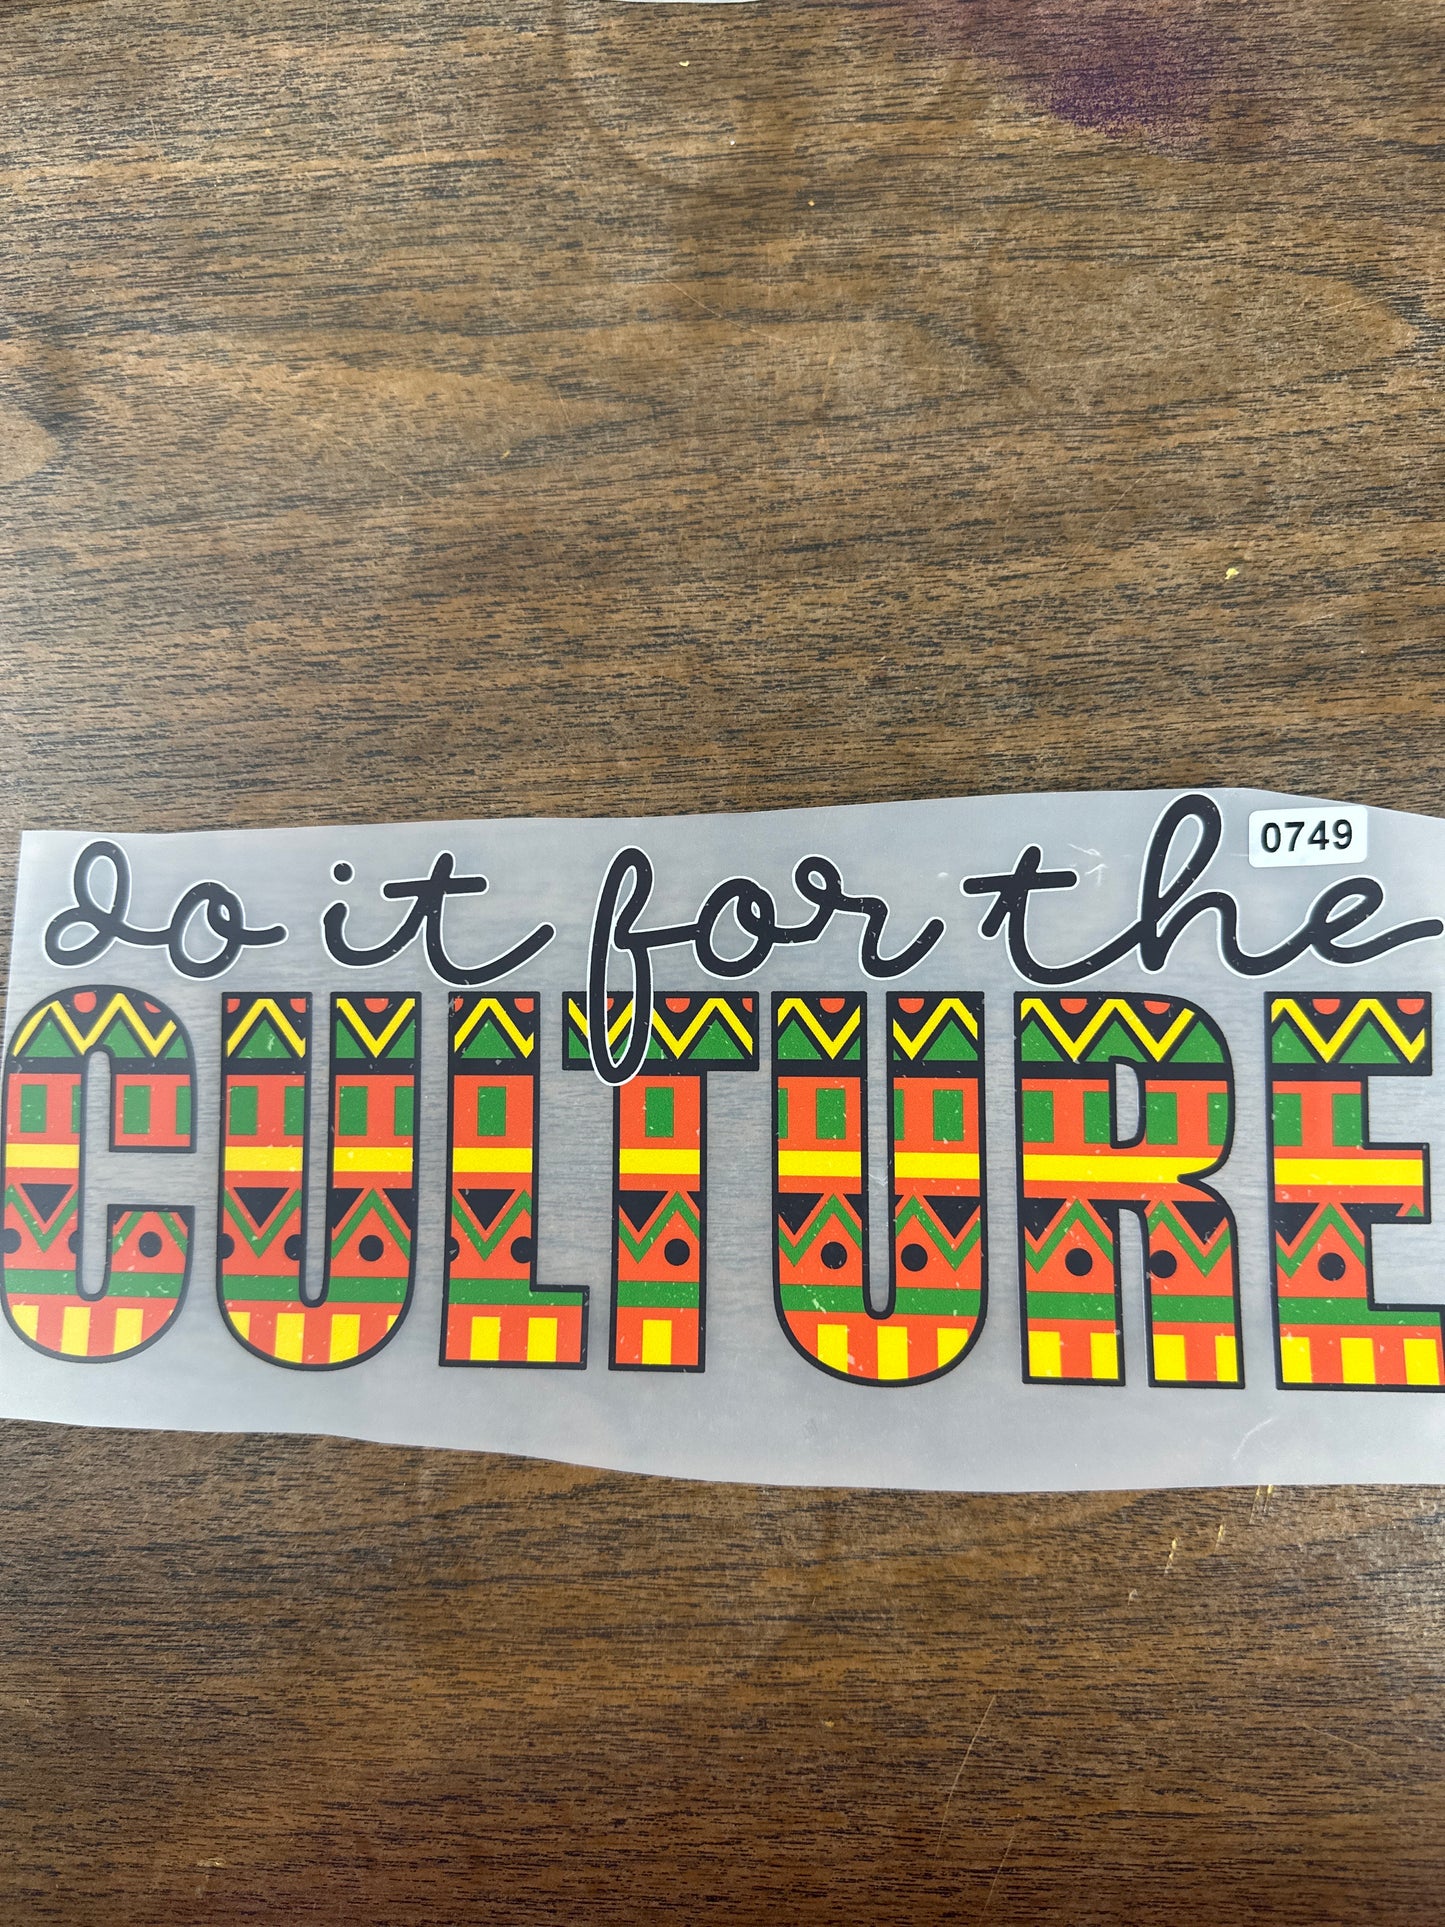 0749
do it for the
CULTURE